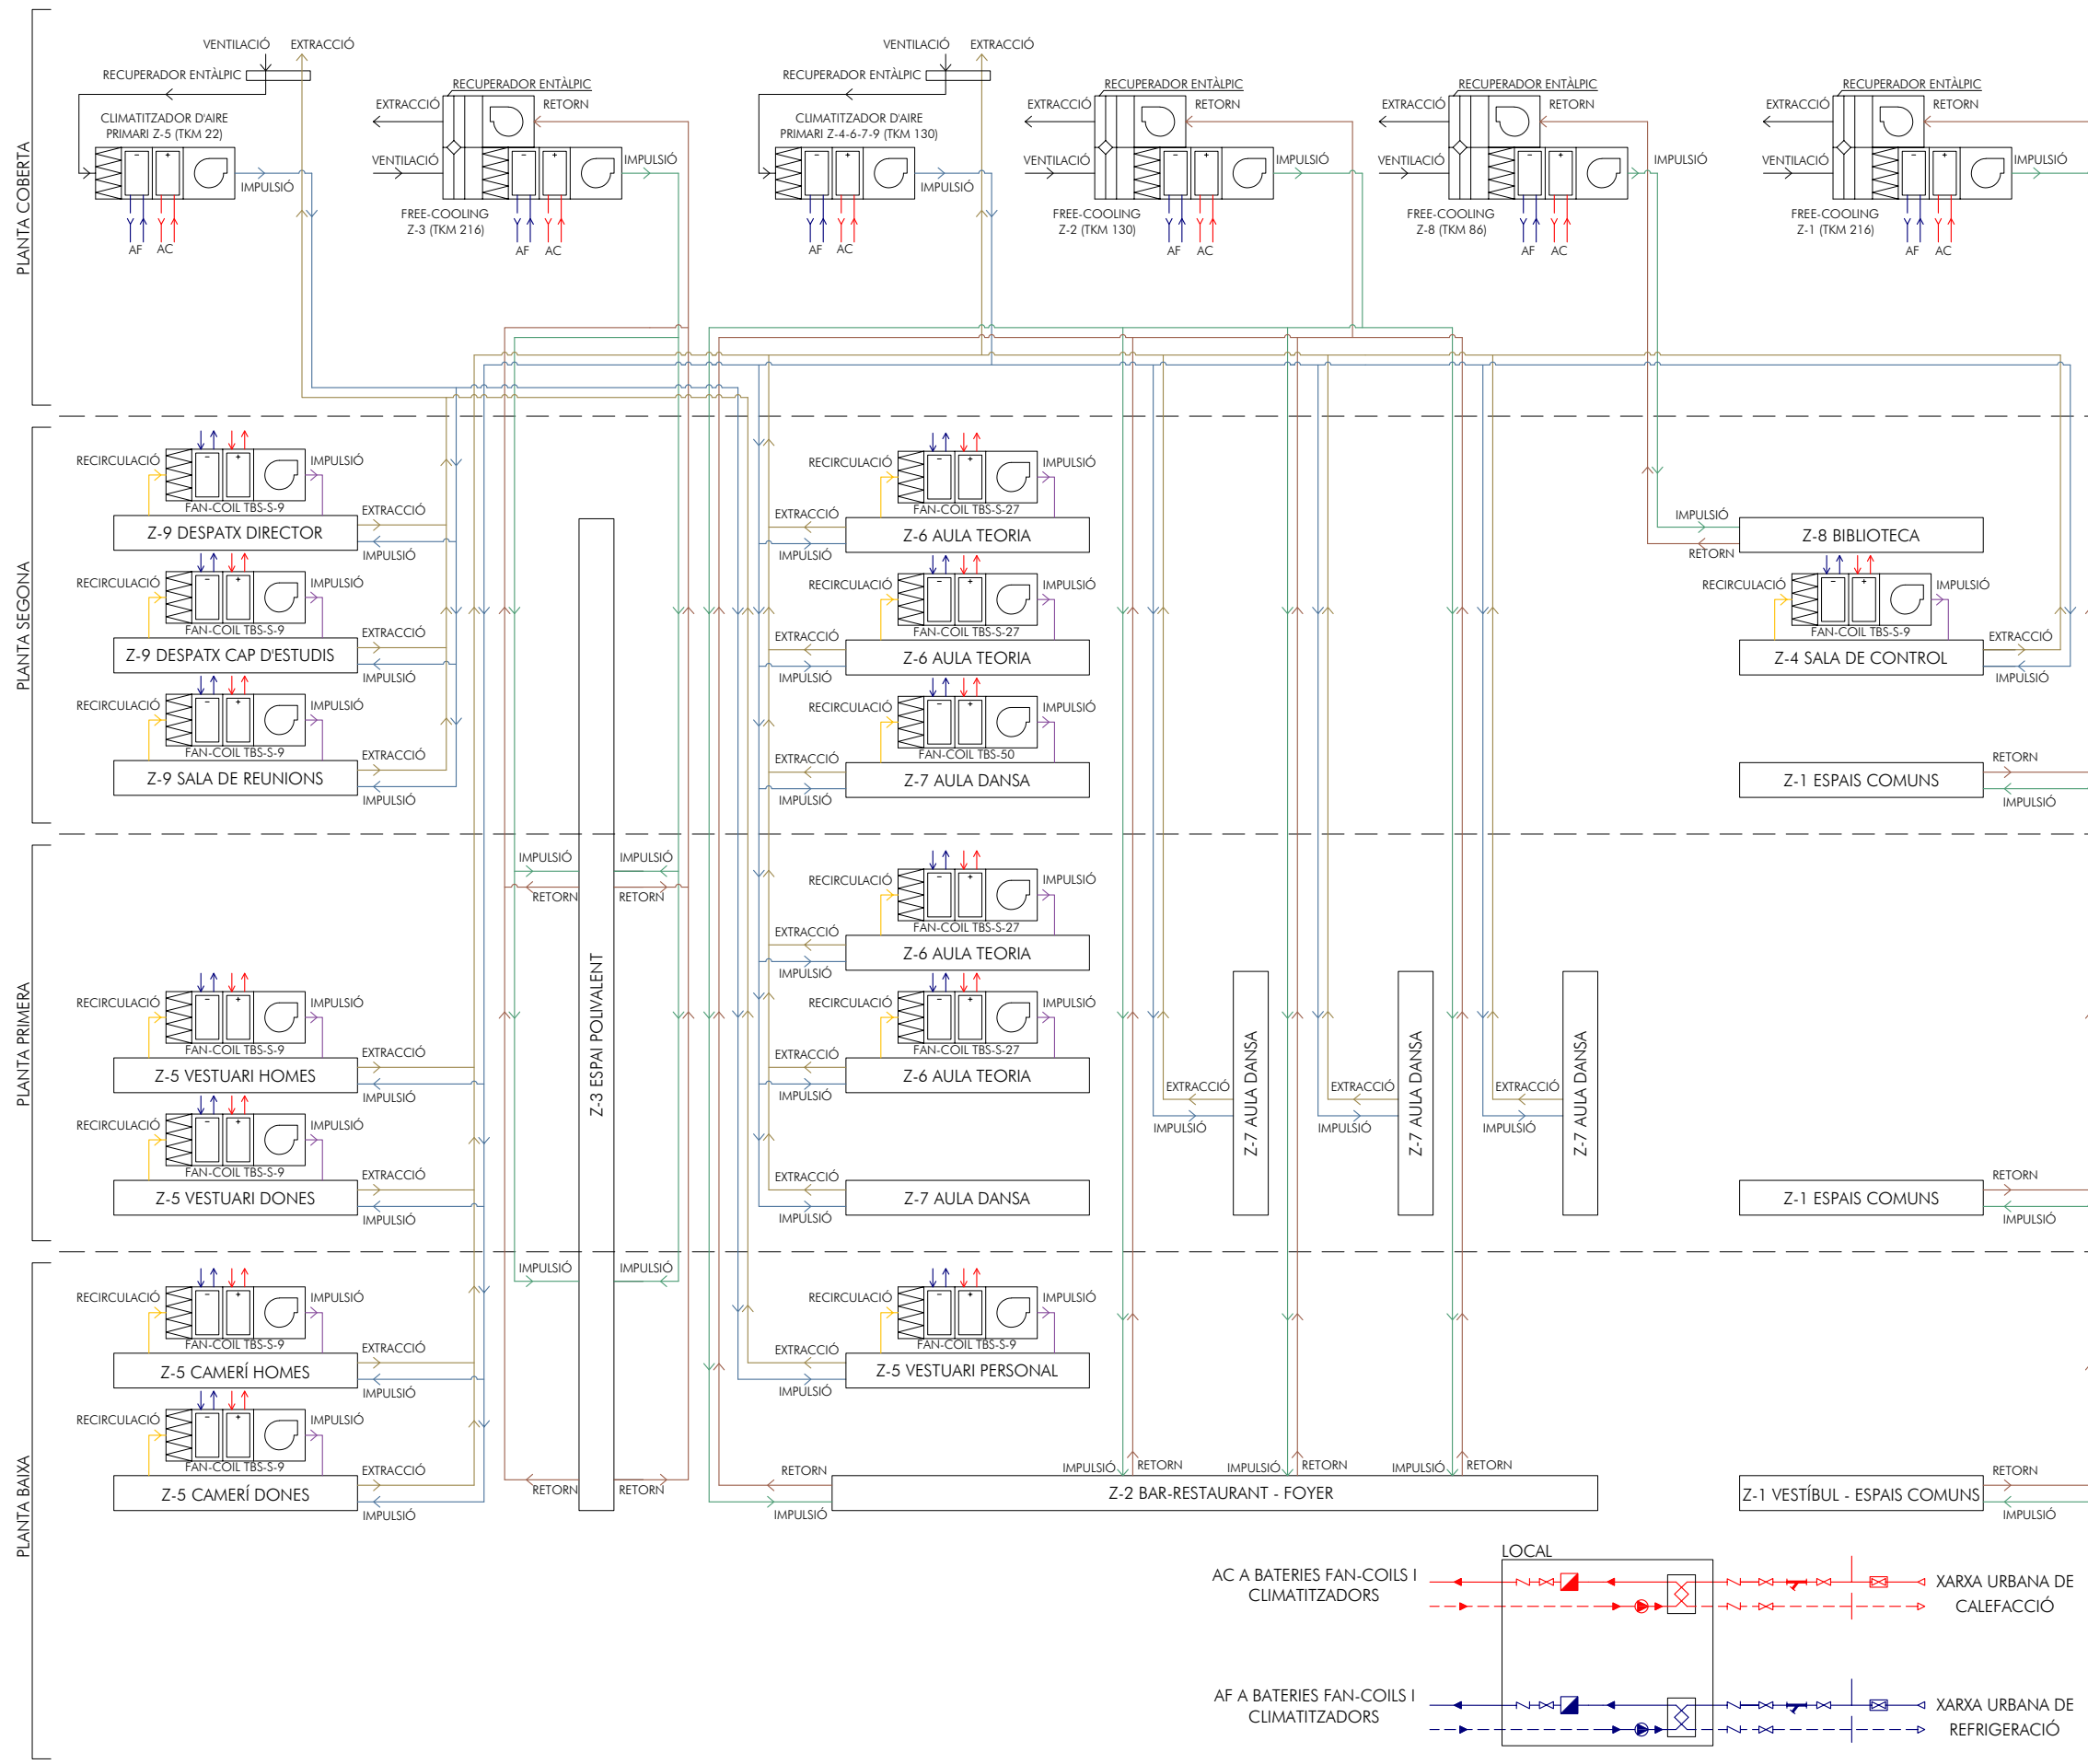 PLANTA COBERTA
VENTILACIÓ
EXTRACCIÓ
RECUPERADOR ENTÀLPIC
CLIMATITZADOR D'AIRE
PRIMARI Z-5 (TKM 22)
IMPULSIÓ
AF
AC
RECUPERADOR ENTÀLPIC
EXTRACCIÓ
RETORN
VENTILACIÓ
IMPULSIÓ
FREE-COOLING
Z-3 (TKM 216)
AF
AC
VENTILACIÓ
EXTRACCIÓ
RECUPERADOR ENTÀLPIC
CLIMATITZADOR D'AIRE
PRIMARI Z-4-6-7-9 (TKM 130)
IMPULSIÓ
AF
AC
RECUPERADOR ENTÀLPIC
EXTRACCIÓ
RETORN
VENTILACIÓ
IMPULSIÓ
FREE-COOLING
Z-2 (TKM 130)
AF
AC
RECUPERADOR ENTÀLPIC
EXTRACCIÓ
RETORN
VENTILACIÓ
IMPULSIÓ
FREE-COOLING
Z-8 (TKM 86)
AF
AC
RECUPERADOR ENTÀLPIC
EXTRACCIÓ
RETORN
VENTILACIÓ
IMPULSIÓ
FREE-COOLING
Z-1 (TKM 216)
AF
AC
PLANTA SEGONA
RECIRCULACIÓ
IMPULSIÓ
FAN-COIL TBS-S-9
EXTRACCIÓ
Z-9 DESPATX DIRECTOR
IMPULSIÓ
RECIRCULACIÓ
IMPULSIÓ
FAN-COIL TBS-S-9
EXTRACCIÓ
Z-9 DESPATX CAP D'ESTUDIS
IMPULSIÓ
RECIRCULACIÓ
IMPULSIÓ
FAN-COIL TBS-S-9
EXTRACCIÓ
Z-9 SALA DE REUNIONS
IMPULSIÓ
RECIRCULACIÓ
IMPULSIÓ
FAN-COIL TBS-S-27
EXTRACCIÓ
Z-6 AULA TEORIA
IMPULSIÓ
RECIRCULACIÓ
IMPULSIÓ
FAN-COIL TBS-S-27
EXTRACCIÓ
Z-6 AULA TEORIA
IMPULSIÓ
RECIRCULACIÓ
IMPULSIÓ
FAN-COIL TBS-50
EXTRACCIÓ
Z-7 AULA DANSA
IMPULSIÓ
IMPULSIÓ
Z-8 BIBLIOTECA
RETORN
RECIRCULACIÓ
IMPULSIÓ
FAN-COIL TBS-S-9
EXTRACCIÓ
Z-4 SALA DE CONTROL
IMPULSIÓ
RETORN
Z-1 ESPAIS COMUNS
IMPULSIÓ
PLANTA PRIMERA
RECIRCULACIÓ
IMPULSIÓ
FAN-COIL TBS-S-9
EXTRACCIÓ
Z-5 VESTUARI HOMES
IMPULSIÓ
RECIRCULACIÓ
IMPULSIÓ
FAN-COIL TBS-S-9
EXTRACCIÓ
Z-5 VESTUARI DONES
IMPULSIÓ
IMPULSIÓ
IMPULSIÓ
RETORN
RETORN
Z-3 ESPAI POLIVALENT
RECIRCULACIÓ
IMPULSIÓ
FAN-COIL TBS-S-27
EXTRACCIÓ
Z-6 AULA TEORIA
IMPULSIÓ
RECIRCULACIÓ
IMPULSIÓ
FAN-COIL TBS-S-27
EXTRACCIÓ
Z-6 AULA TEORIA
IMPULSIÓ
EXTRACCIÓ
Z-7 AULA DANSA
IMPULSIÓ
EXTRACCIÓ
IMPULSIÓ
Z-7 AULA DANSA
EXTRACCIÓ
IMPULSIÓ
Z-7 AULA DANSA
EXTRACCIÓ
IMPULSIÓ
Z-7 AULA DANSA
RETORN
Z-1 ESPAIS COMUNS
IMPULSIÓ
PLANTA BAIXA
RECIRCULACIÓ
IMPULSIÓ
FAN-COIL TBS-S-9
EXTRACCIÓ
Z-5 CAMERÍ HOMES
IMPULSIÓ
RECIRCULACIÓ
IMPULSIÓ
FAN-COIL TBS-S-9
EXTRACCIÓ
Z-5 CAMERÍ DONES
IMPULSIÓ
IMPULSIÓ
IMPULSIÓ
RETORN
RETORN
RECIRCULACIÓ
IMPULSIÓ
FAN-COIL TBS-S-9
EXTRACCIÓ
Z-5 VESTUARI PERSONAL
IMPULSIÓ
IMPULSIÓ
RETORN
IMPULSIÓ
RETORN
IMPULSIÓ
RETORN
RETORN
Z-2 BAR-RESTAURANT - FOYER
IMPULSIÓ
RETORN
Z-1 VESTÍBUL - ESPAIS COMUNS
IMPULSIÓ
LOCAL
AC A BATERIES FAN-COILS I
CLIMATITZADORS
XARXA URBANA DE
CALEFACCIÓ
AF A BATERIES FAN-COILS I
CLIMATITZADORS
XARXA URBANA DE
REFRIGERACIÓ